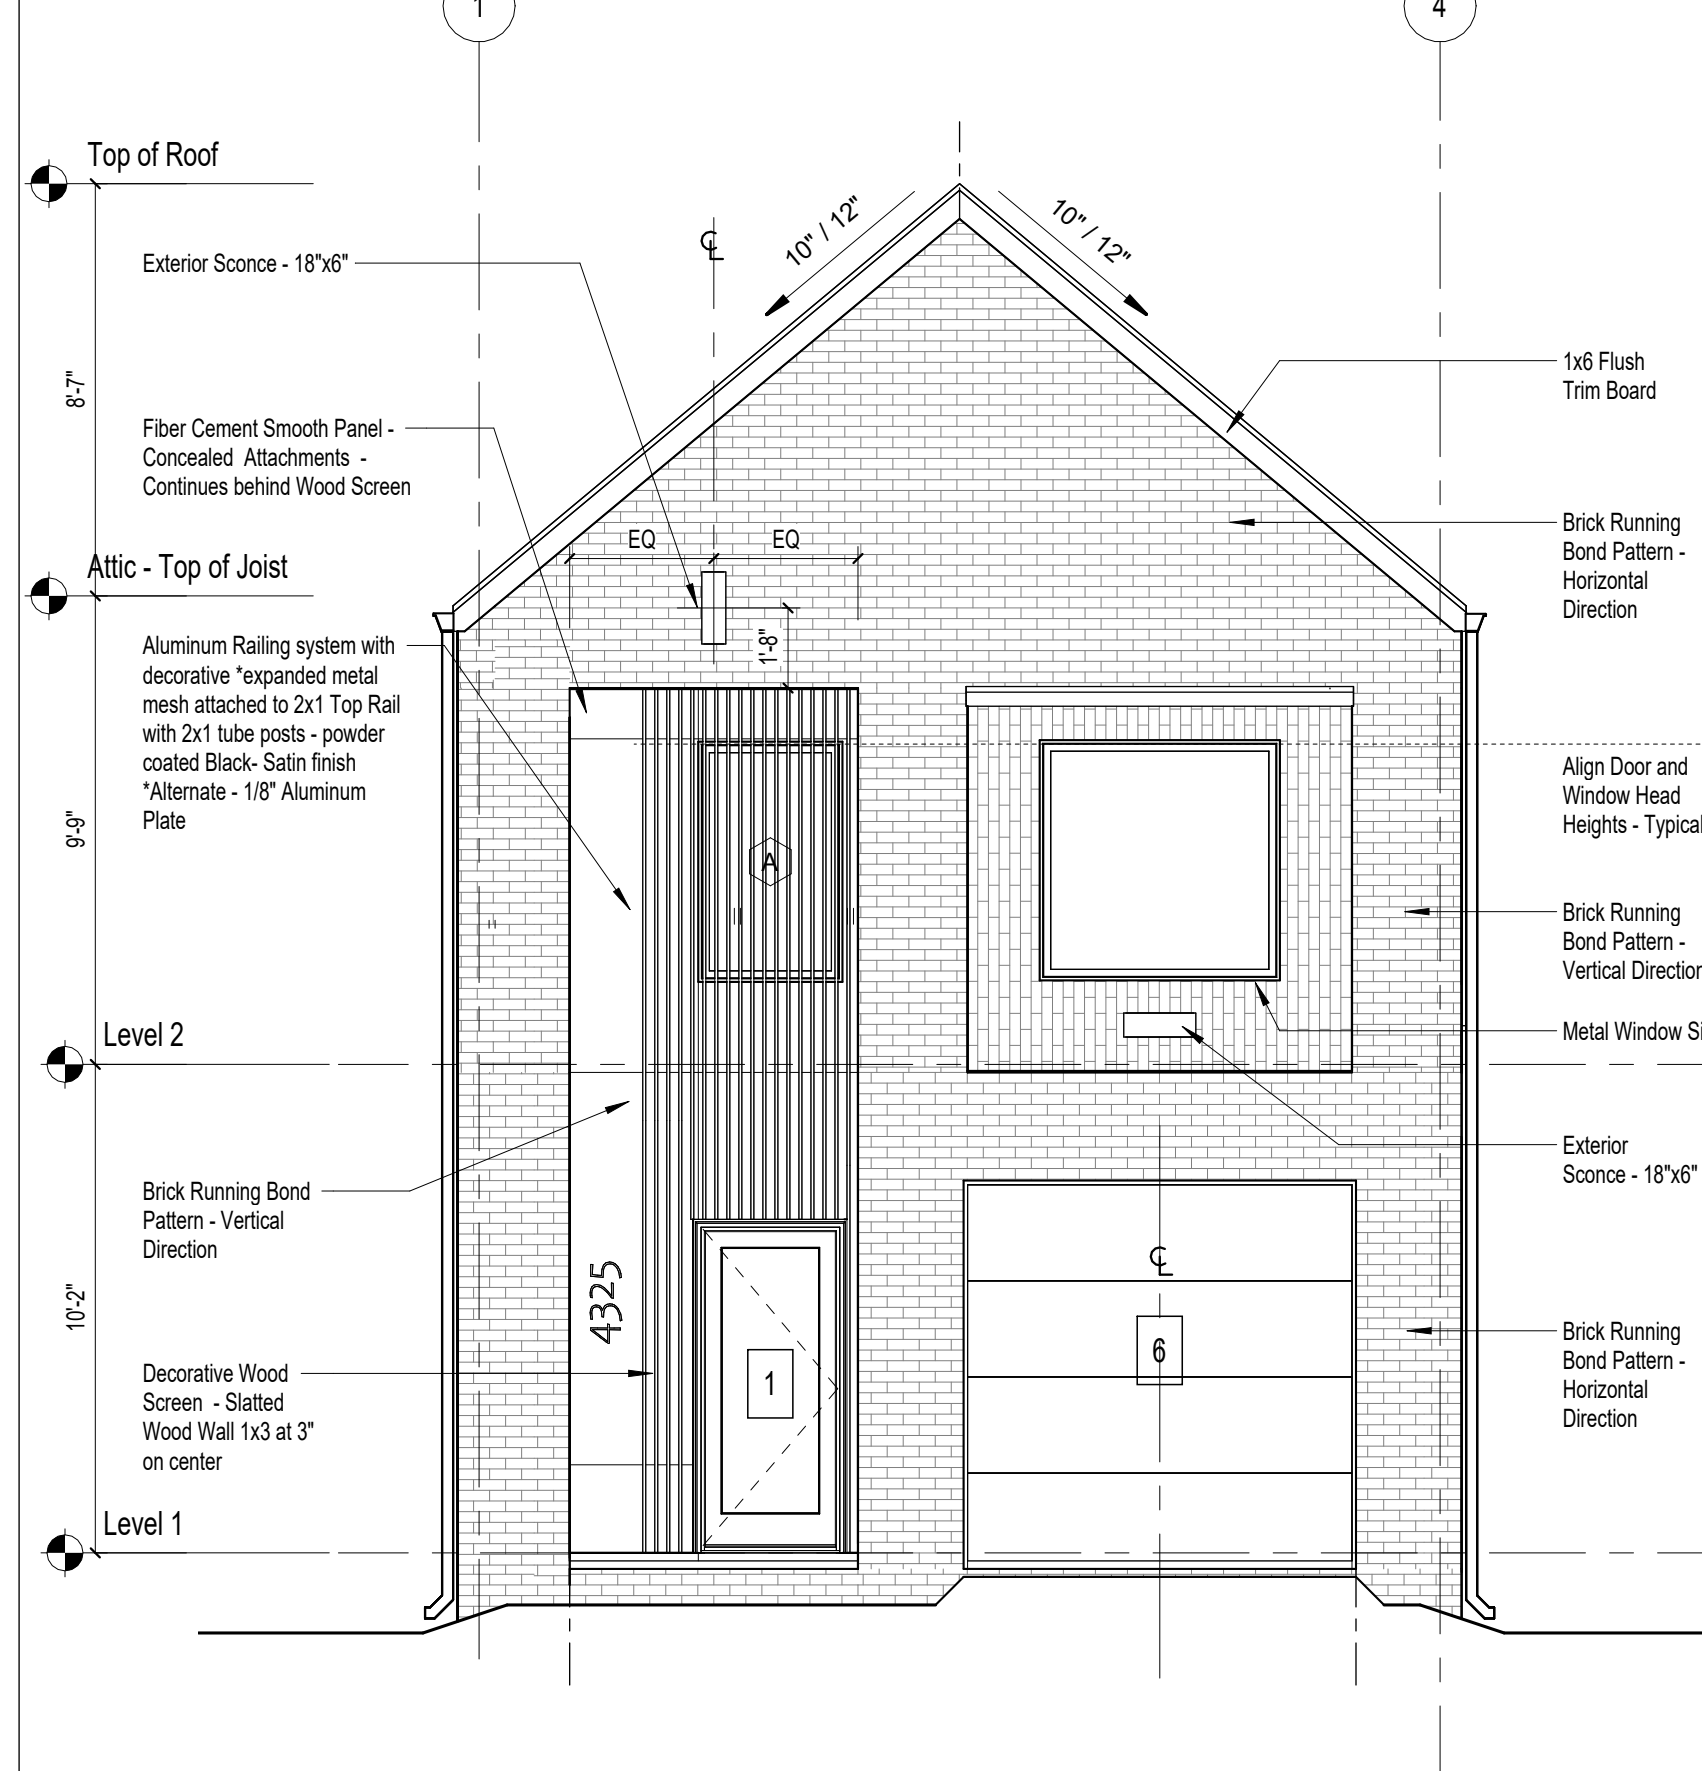 1
4
Top of Roof
10" / 12"
10" / 12"
Exterior Sconce - 18"x6"
℄
1x6 Flush
Trim Board
8'-7"
Fiber Cement Smooth Panel -
Concealed Attachments -
Continues behind Wood Screen
Brick Running
Bond Pattern -
Horizontal
Direction
EQ
EQ
Attic - Top of Joist
1'-8"
Aluminum Railing system with
decorative *expanded metal
mesh attached to 2x1 Top Rail
with 2x1 tube posts - powder
coated Black- Satin finish
*Alternate - 1/8" Aluminum
Plate
Align Door and
Window Head
Heights - Typical
9'-9"
A
Brick Running
Bond Pattern -
Vertical Direction
Level 2
Metal Window Si
Exterior
Sconce - 18"x6"
Brick Running Bond
Pattern - Vertical
Direction
℄
10'-2"
4325
6
1
Brick Running
Bond Pattern -
Horizontal
Direction
Decorative Wood
Screen - Slatted
Wood Wall 1x3 at 3"
on center
Level 1